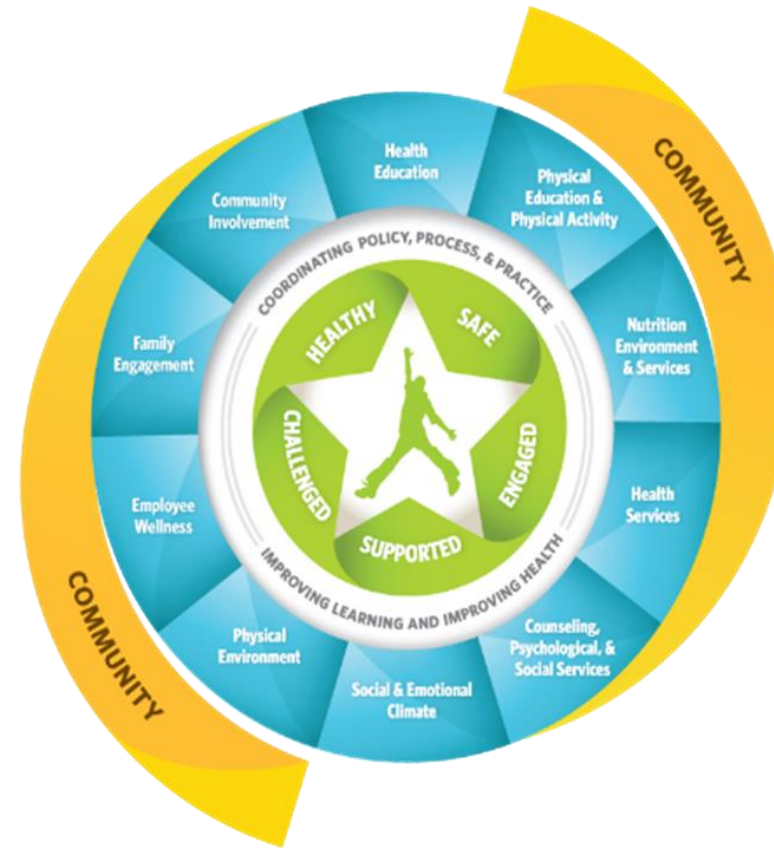 COMMUNITY
Health
Education
Physical
Education &
Physical Activity
Nutrition
Environment
& Services
Health
Services
Counseling,
Psychological, &
Social Services
Social & Emotional
Climate
Physical
Environment
Employee
Wellness
Family
Engagement
Community
Involvement
COORDINATING POLICY, PROCESS, & PRACTICE
IMPROVING LEARNING AND IMPROVING HEALTH
HEALTHY
SAFE
ENGAGED
SUPPORTED
CHALLENGED
COMMUNITY